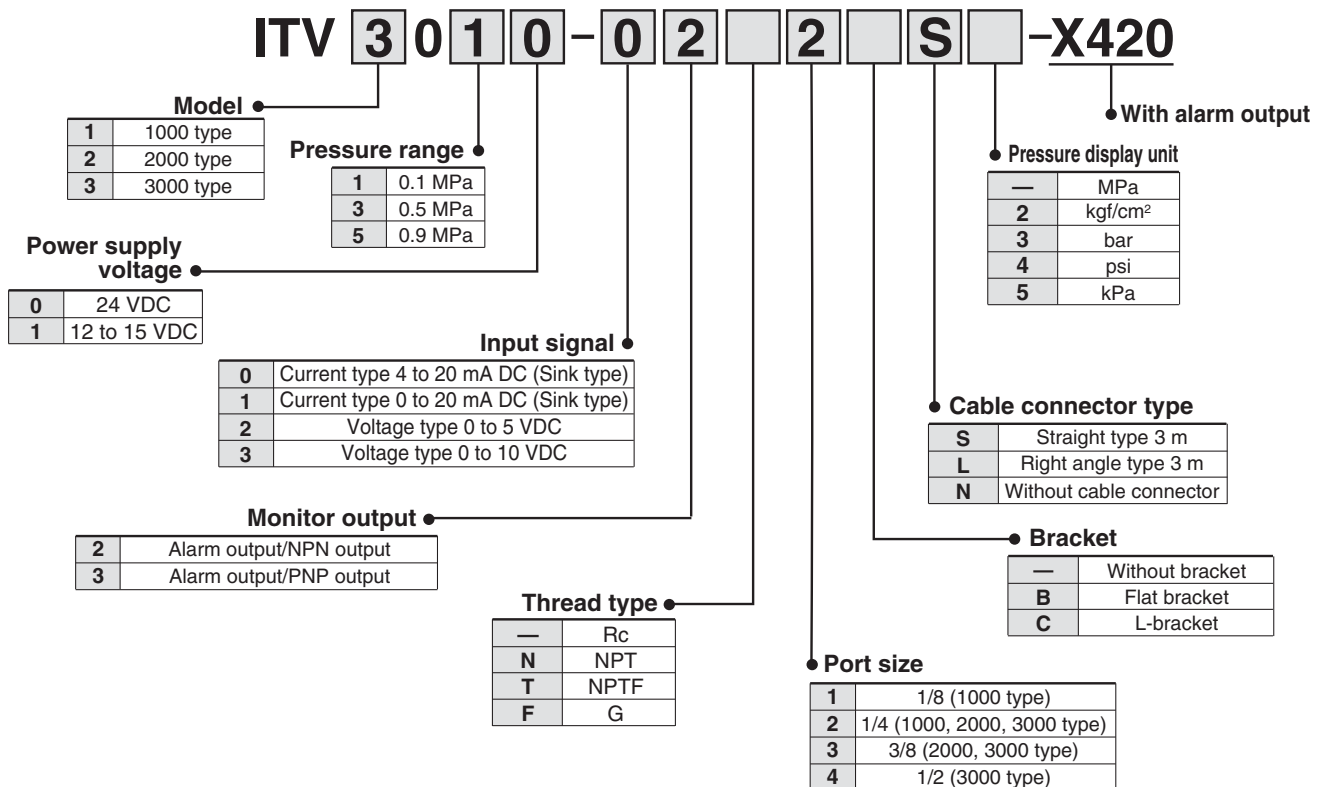 ITV 3 0 1 0 - 0 2 2 S -X420
Model
1 1000 type
2 2000 type
3 3000 type
Pressure range
1 0.1 MPa
3 0.5 MPa
5 0.9 MPa
Power supply
voltage
0 24 VDC
1 12 to 15 VDC
Input signal
0 Current type 4 to 20 mA DC (Sink type)
1 Current type 0 to 20 mA DC (Sink type)
2 Voltage type 0 to 5 VDC
3 Voltage type 0 to 10 VDC
Monitor output
2 Alarm output/NPN output
3 Alarm output/PNP output
Thread type
— Rc
N NPT
T NPTF
F G
Port size
1 1/8 (1000 type)
2 1/4 (1000, 2000, 3000 type)
3 3/8 (2000, 3000 type)
4 1/2 (3000 type)
Bracket
— Without bracket
B Flat bracket
C L-bracket
Cable connector type
S Straight type 3 m
L Right angle type 3 m
N Without cable connector
Pressure display unit
— MPa
2 kgf/cm²
3 bar
4 psi
5 kPa
With alarm output